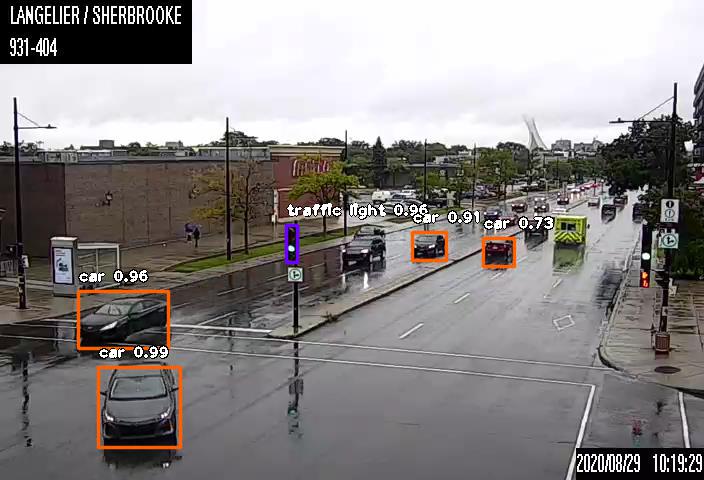 LANGELIER / SHERBROOKE
931-404
traffic light 0.96
car 0.91
car 0.73
car 0.96
car 0.99
2020/08/29 10:19:29